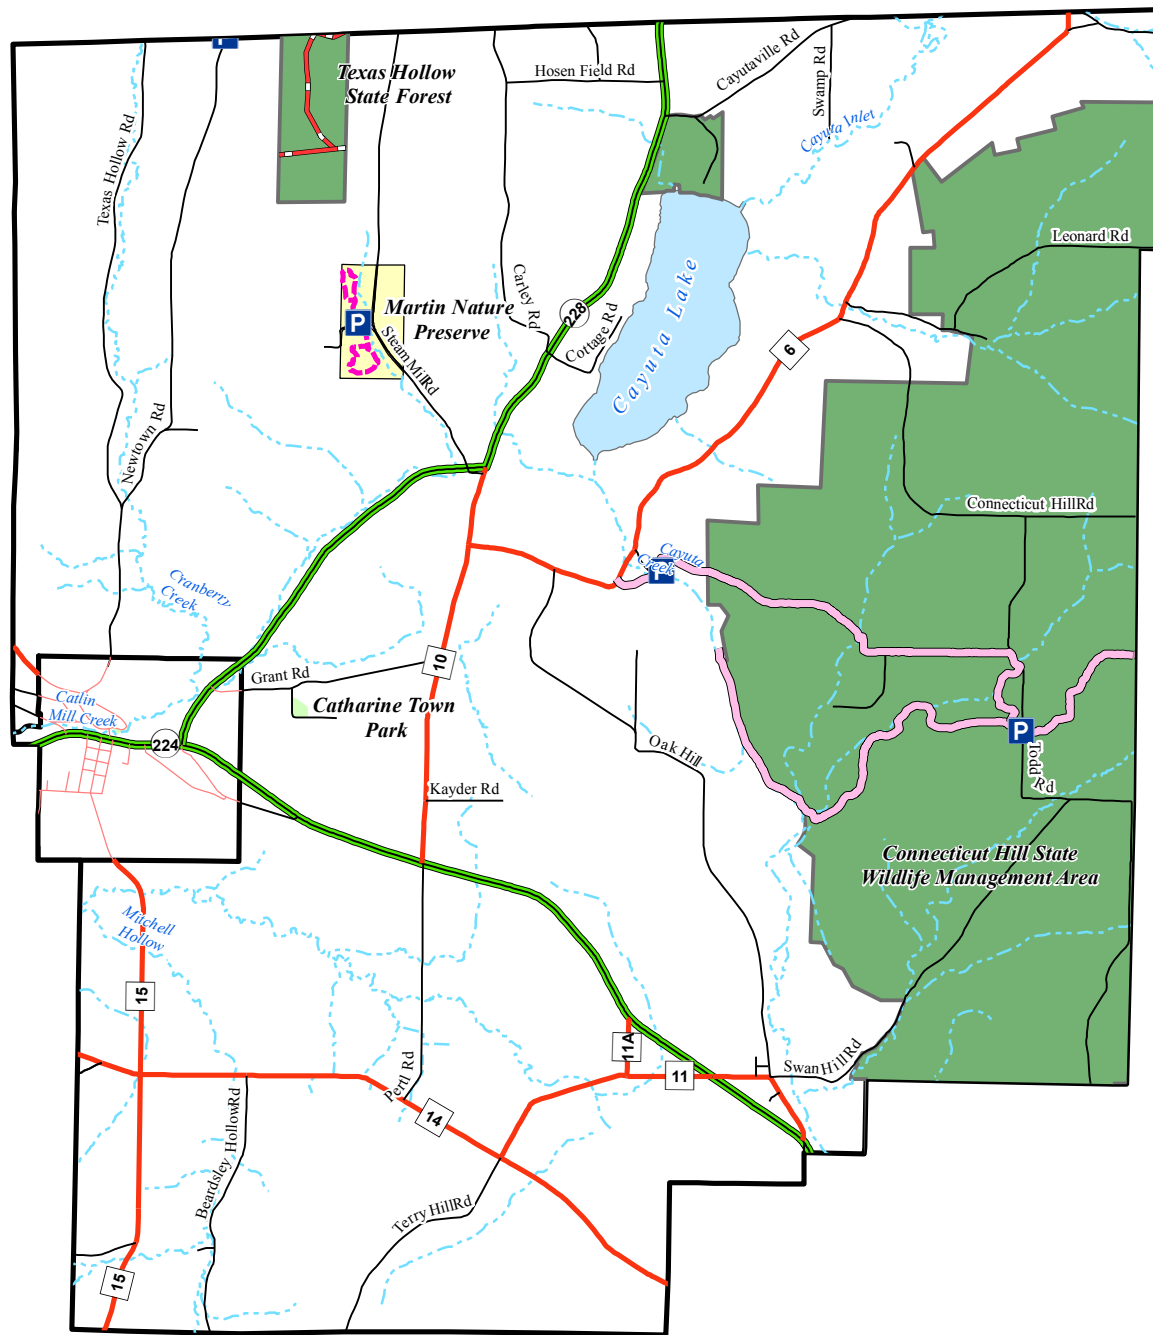 P
Texas Hollow
State Forest
Hosen Field Rd
Cayutaville Rd
Swamp Rd
Cayuta Inlet
Texas Hollow Rd
Leonard Rd
Martin Nature
Preserve
P
Steam Mill Rd
Carley Rd
228
Cottage Rd
Cayuta Lake
6
Newtown Rd
Connecticut Hill Rd
Cayuta
Creek
P
Cranberry
Creek
10
Grant Rd
Catharine Town
Park
Catlin
Mill Creek
224
Oak Hill
P
Todd Rd
Kayder Rd
Connecticut Hill State
Wildlife Management Area
Mitchell
Hollow
15
11A
11
Swan Hill Rd
Pertl Rd
14
Beardsley Hollow Rd
Terry Hill Rd
15